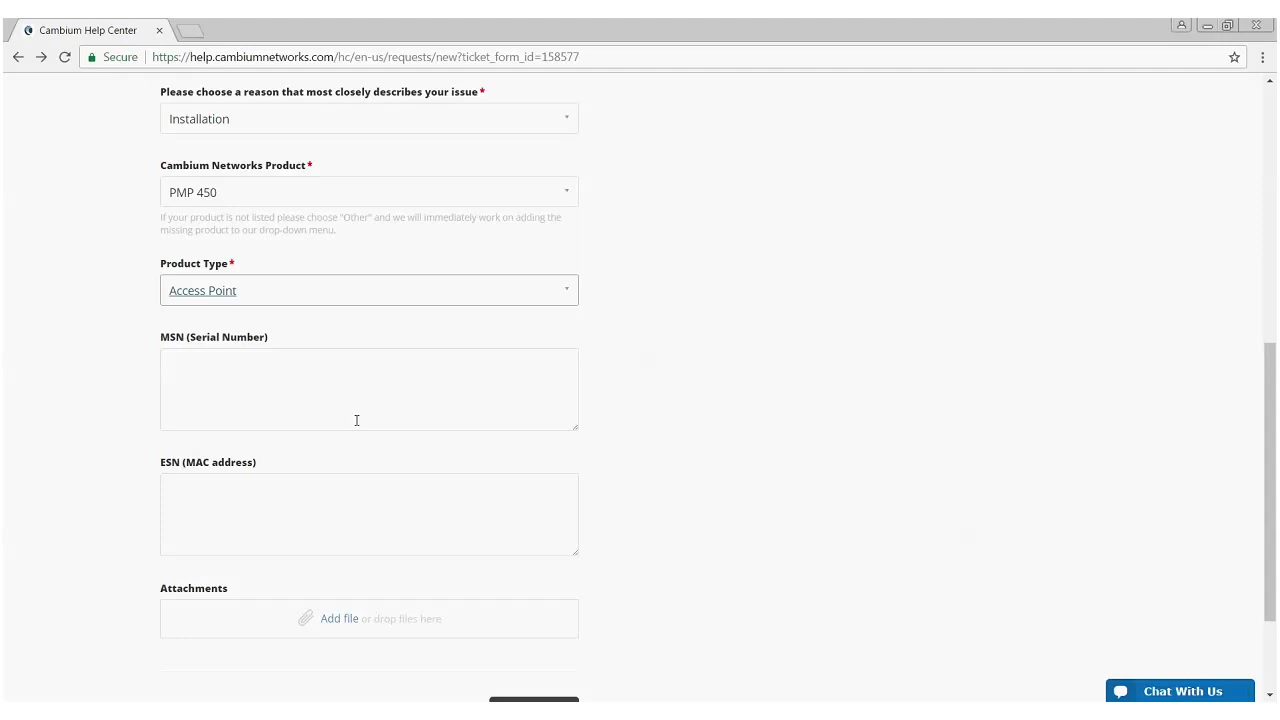 Cambium Help Center
Secure
https://help.cambiumnetworks.com/hc/en-us/requests/new?ticket_form_id=158577
Please choose a reason that most closely describes your issue*
Installation
Cambium Networks Product*
PMP 450
If your product is not listed please choose "Other" and we will immediately work on adding the
missing product to our drop-down menu.
Product Type*
Access Point
MSN (Serial Number)
ESN (MAC address)
Attachments
Add file or drop files here
Chat With Us